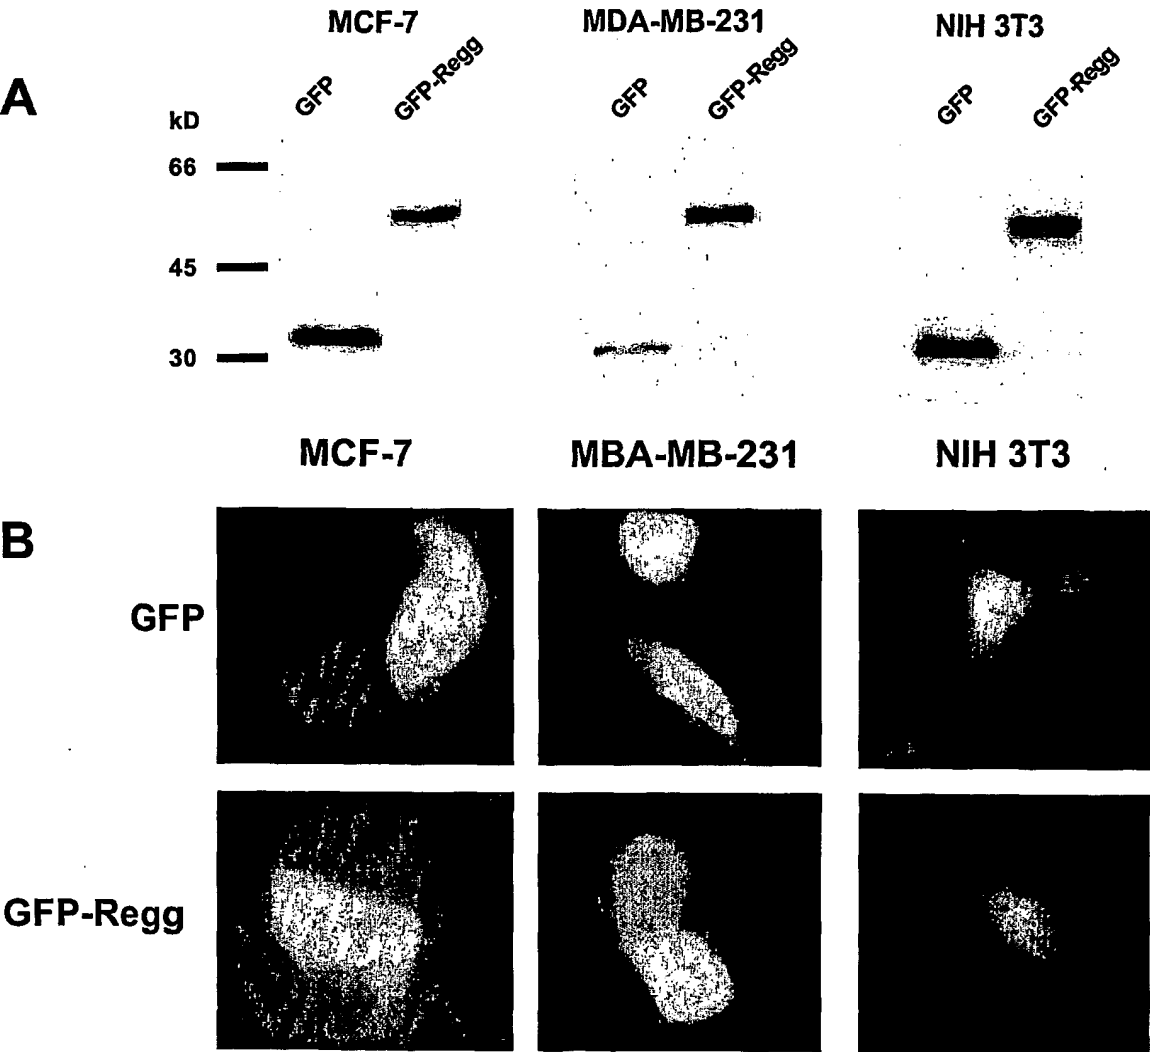 MCF-7 MDA-MB-231 NIH 3T3
A GFP GFP-Regg GFP GFP-Regg GFP GFP-Regg
kD
66
45
30
MCF-7 MBA-MB-231 NIH 3T3
B
GFP
GFP-Regg